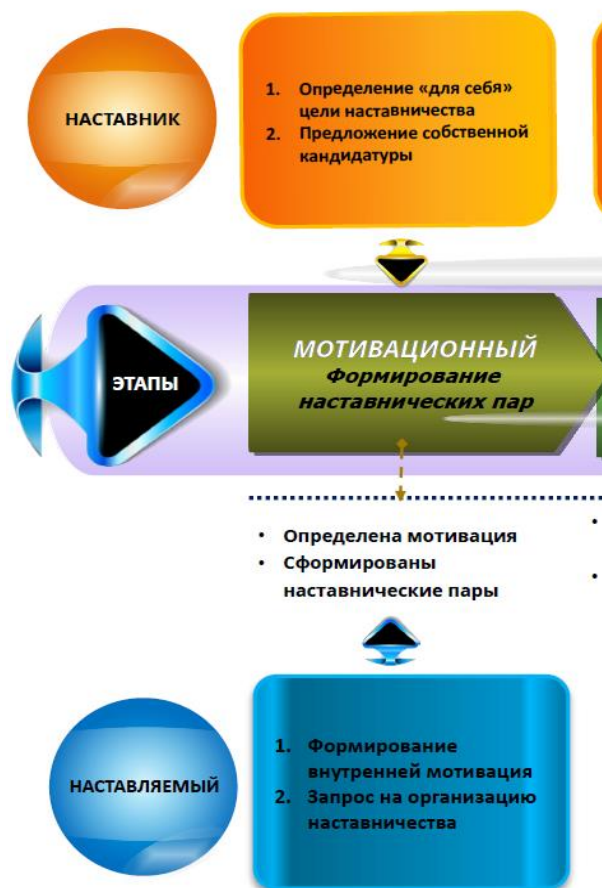 НАСТАВНИК
1. Определение «для себя»
цели наставничества
2. Предложение собственной
кандидатуры
ЭТАПЫ
МОТИВАЦИОННЫЙ
Формирование
наставнических пар
• Определена мотивация
• Сформированы
наставнические пары
НАСТАВЛЯЕМЫЙ
1. Формирование
внутренней мотивация
2. Запрос на организацию
наставничества